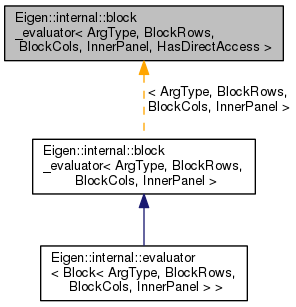 Eigen::internal::block
_evaluator< ArgType, BlockRows,
BlockCols, InnerPanel, HasDirectAccess >
< ArgType, BlockRows,
BlockCols, InnerPanel >
Eigen::internal::block
_evaluator< ArgType, BlockRows,
BlockCols, InnerPanel >
Eigen::internal::evaluator
< Block< ArgType, BlockRows,
BlockCols, InnerPanel > >